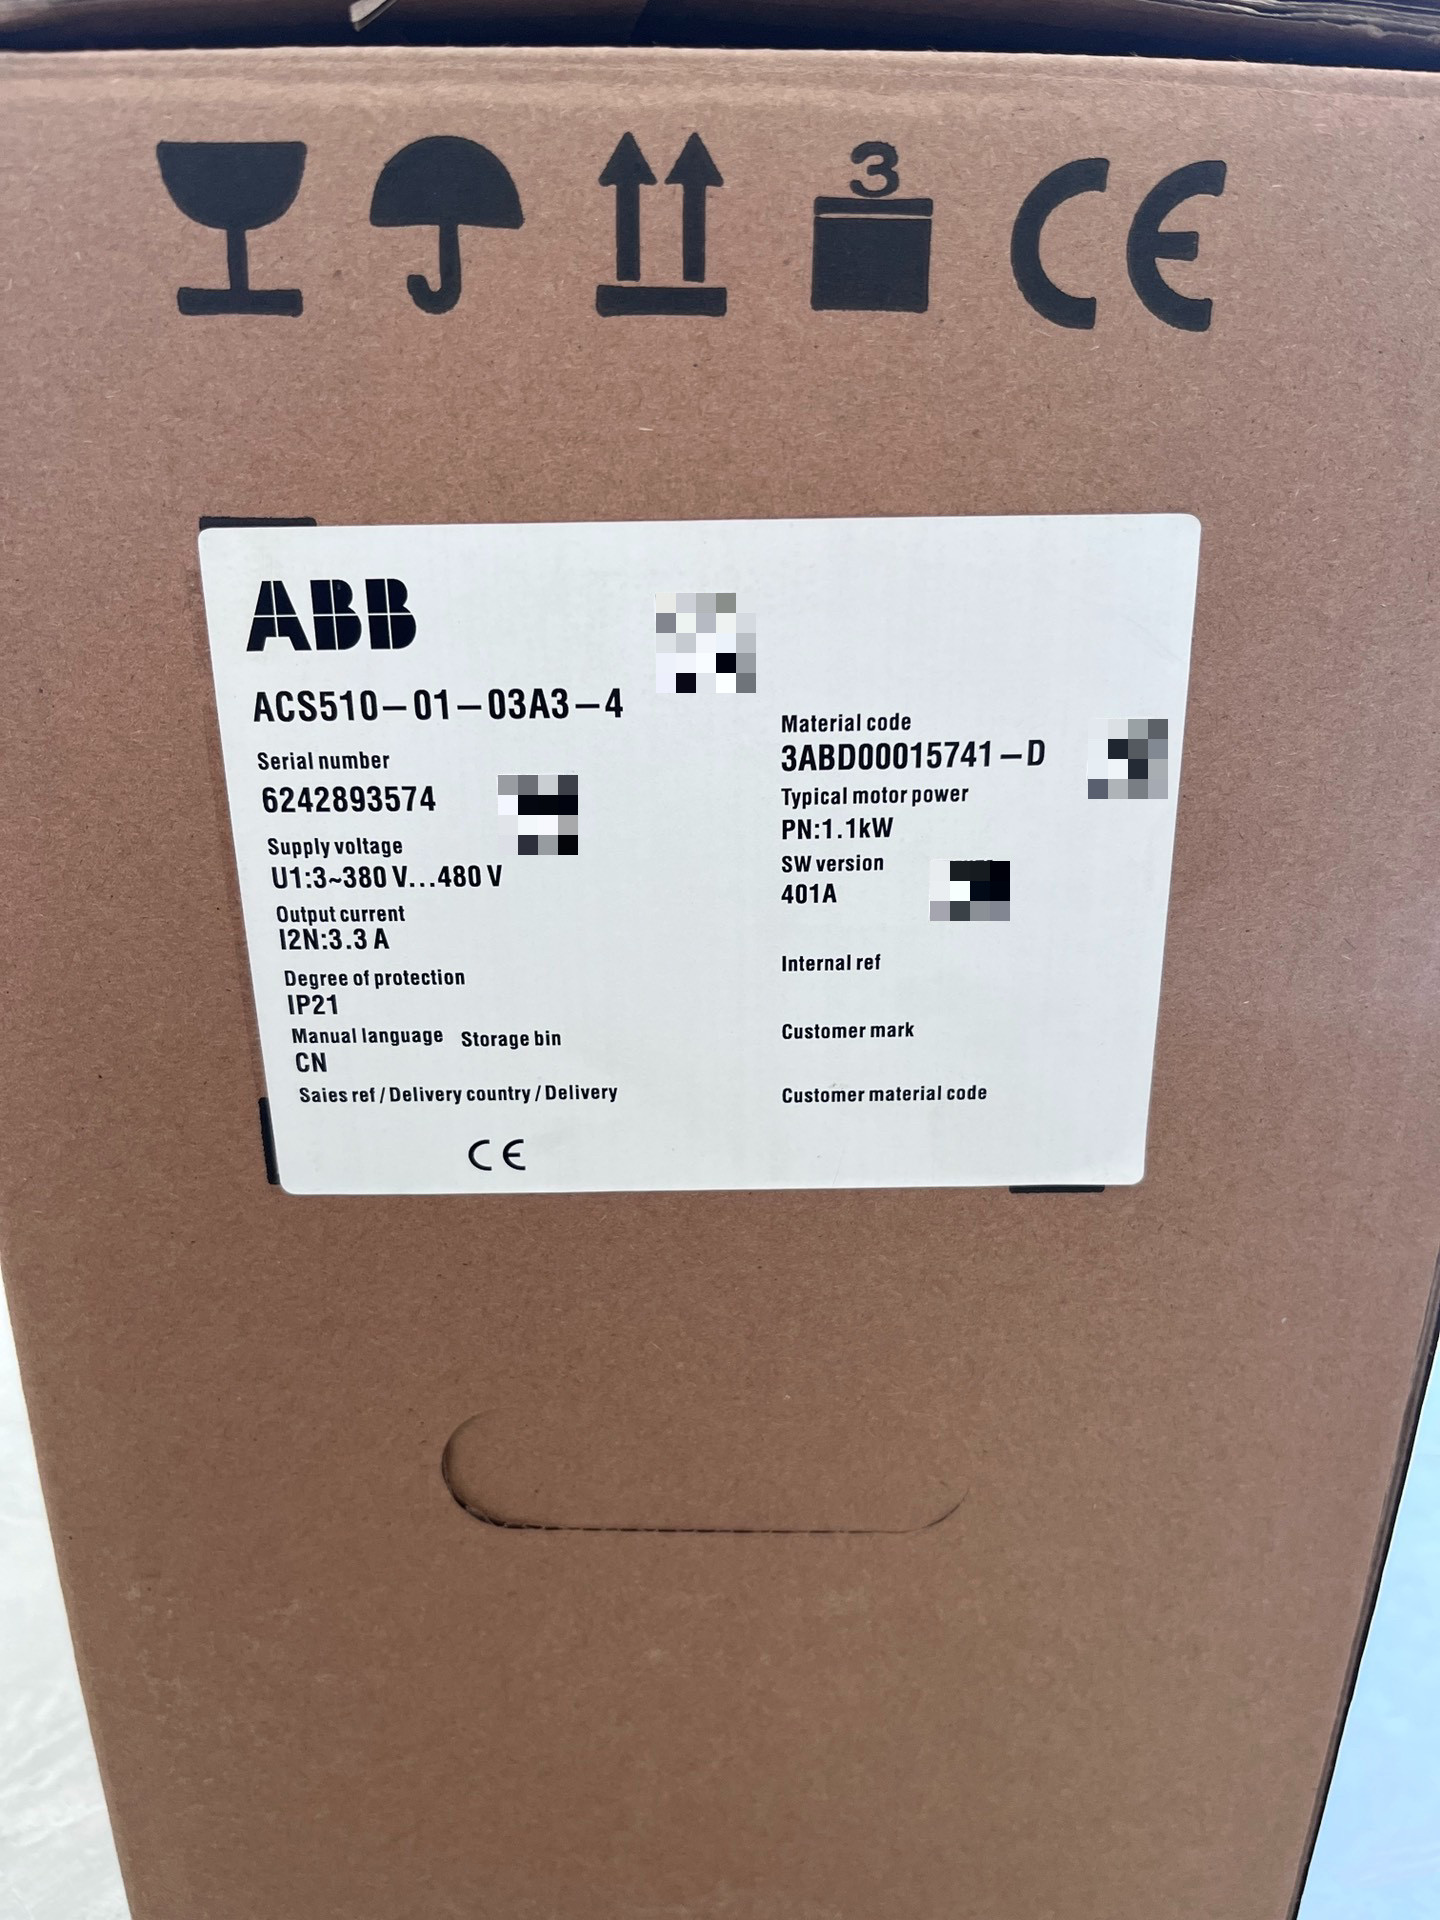 3
CE
ABB
ACS510-01-03A3-4
Serial number
6242893574
Supply voltage
U1:3~380 V...480 V
Output current
I2N:3.3 A
Degree of protection
IP21
Manual language Storage bin
CN
Saies ref / Delivery country / Delivery
CE
Material code
3ABD00015741-D
Typical motor power
PN:1.1kW
SW version
401A
Internal ref
Customer mark
Customer material code